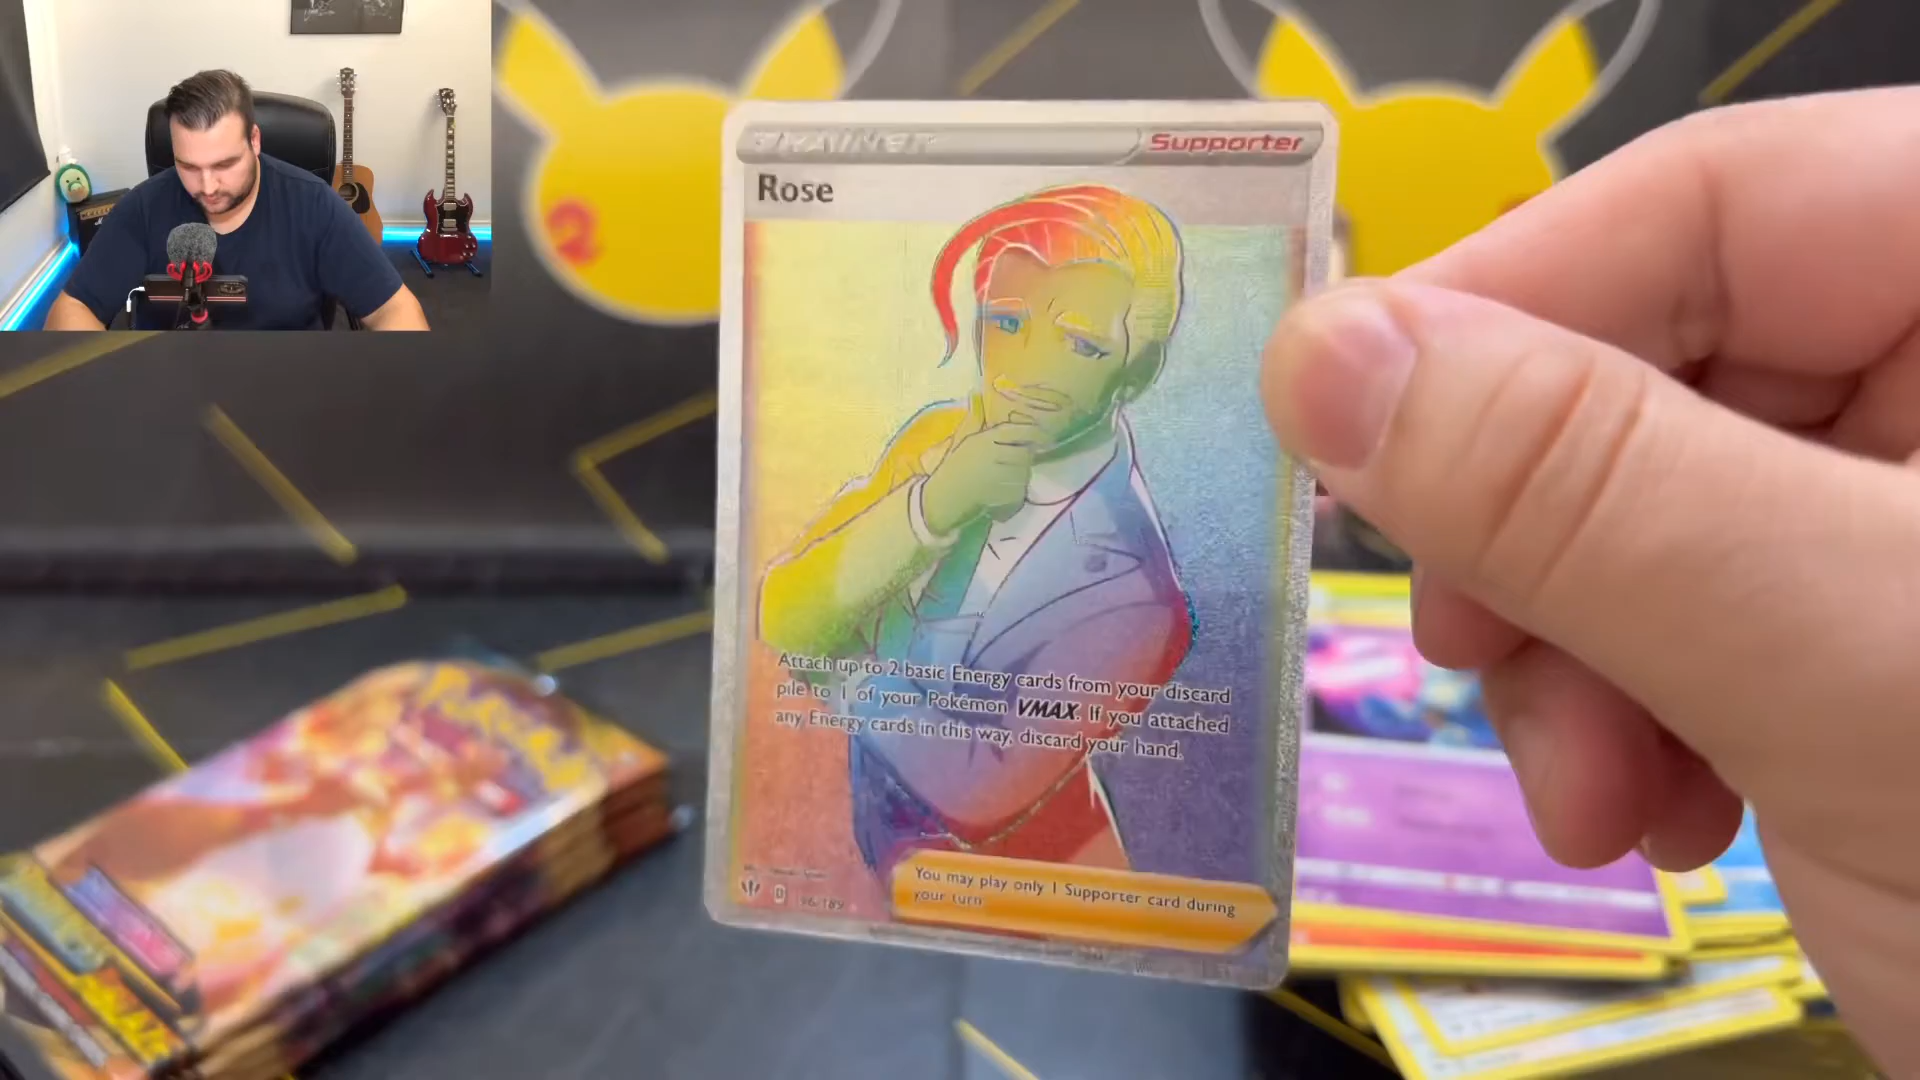 TRAINER
Supporter
Rose
Attach up to 2 basic Energy cards from your discard
pile to 1 of your Pokémon VMAX. If you attached
any Energy cards in this way, discard your hand.
You may play only 1 Supporter card during
your turn.
D